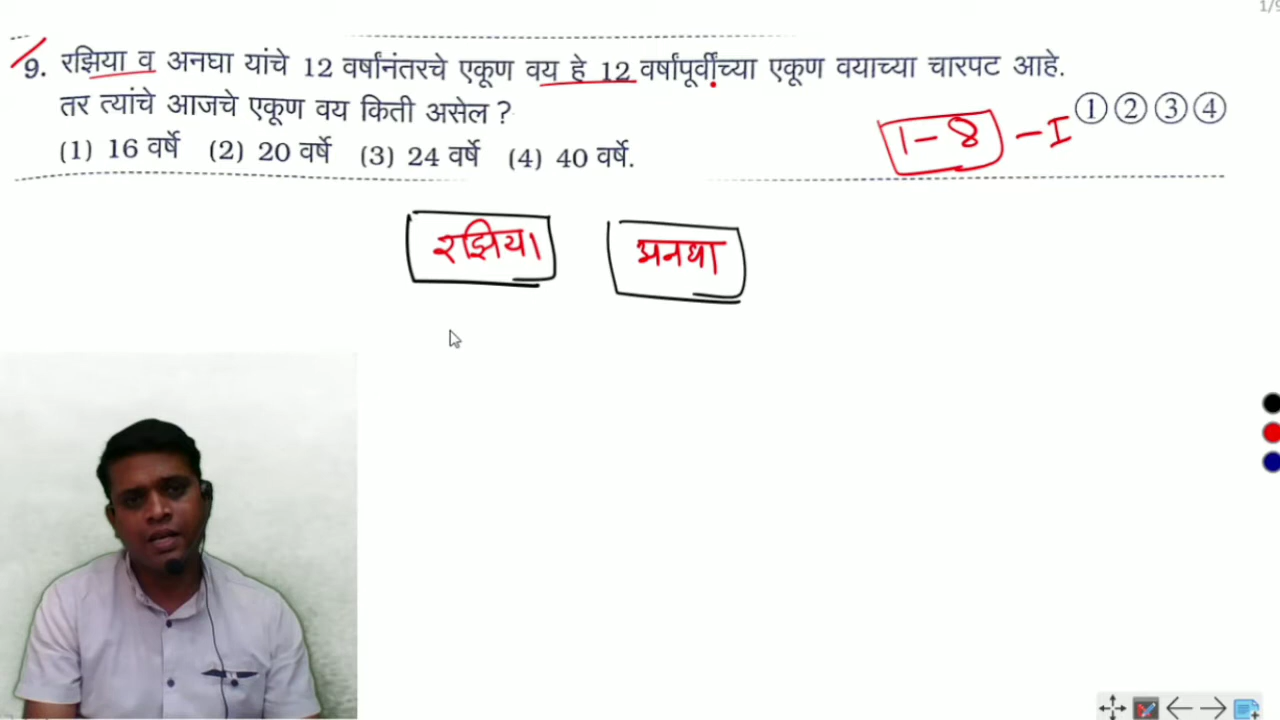 1/9
9. रझिया व अनघा यांचे 12 वर्षांनंतरचे एकूण वय हे 12 वर्षांपूर्वीच्या एकूण वयाच्या चारपट आहे.
तर त्यांचे आजचे एकूण वय किती असेल ? ① ② ③ ④
1 - 8 - I
(1) 16 वर्षे (2) 20 वर्षे (3) 24 वर्षे (4) 40 वर्षे.
रझिया अनघा